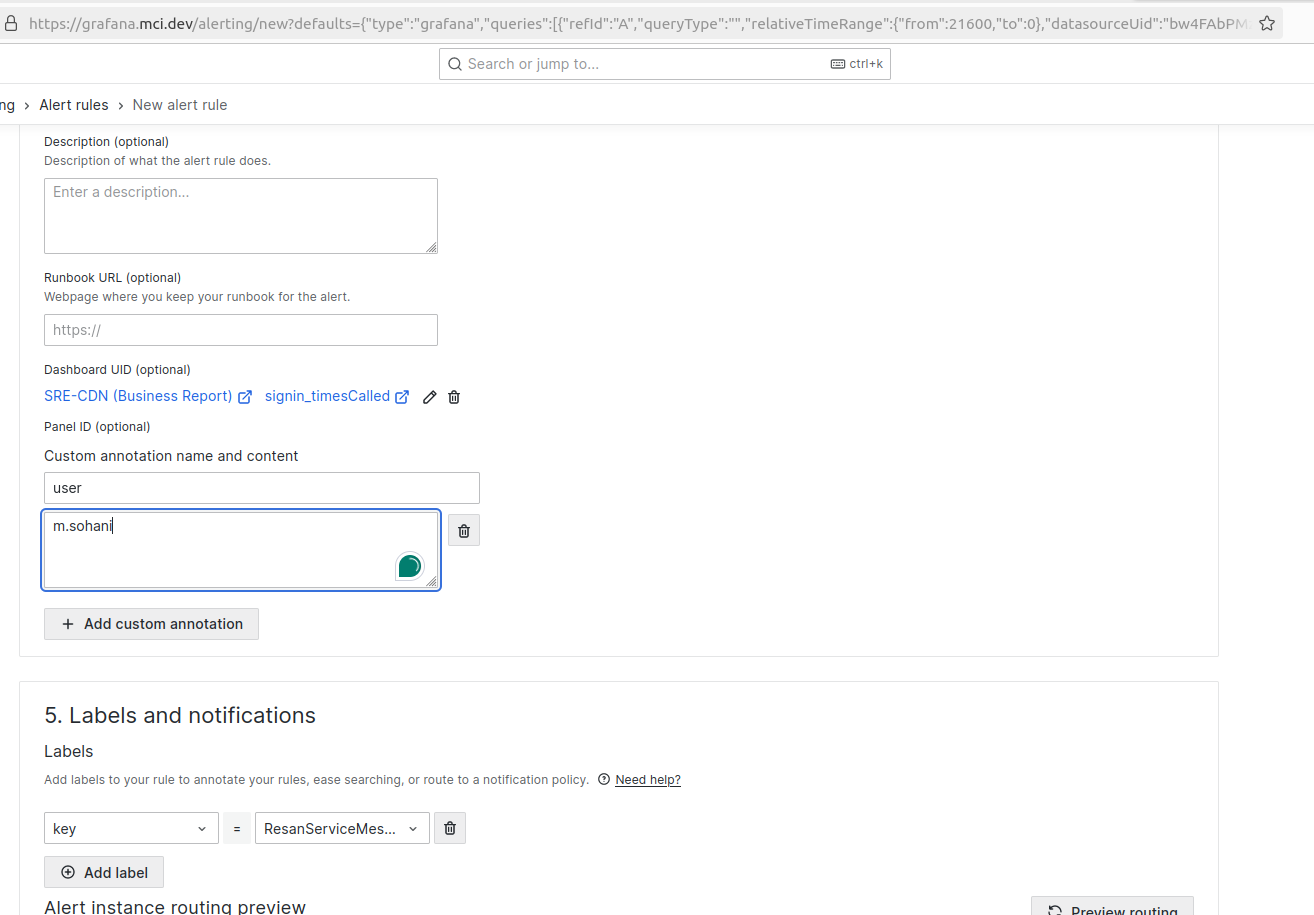 https://grafana.mci.dev/alerting/new?defaults={"type":"grafana","queries":[{"refId":"A","queryType":"","relativeTimeRange":{"from":21600,"to":0},"datasourceUid":"bw4FAbPM
Search or jump to... ctrl+k
ng › Alert rules › New alert rule
Description (optional)
Description of what the alert rule does.
Enter a description...
Runbook URL (optional)
Webpage where you keep your runbook for the alert.
https://
Dashboard UID (optional)
SRE-CDN (Business Report) signin_timesCalled
Panel ID (optional)
Custom annotation name and content
user
m.sohani
+ Add custom annotation
5. Labels and notifications
Labels
Add labels to your rule to annotate your rules, ease searching, or route to a notification policy. Need help?
key = ResanServiceMes...
Add label
Alert instance routing preview Preview routing